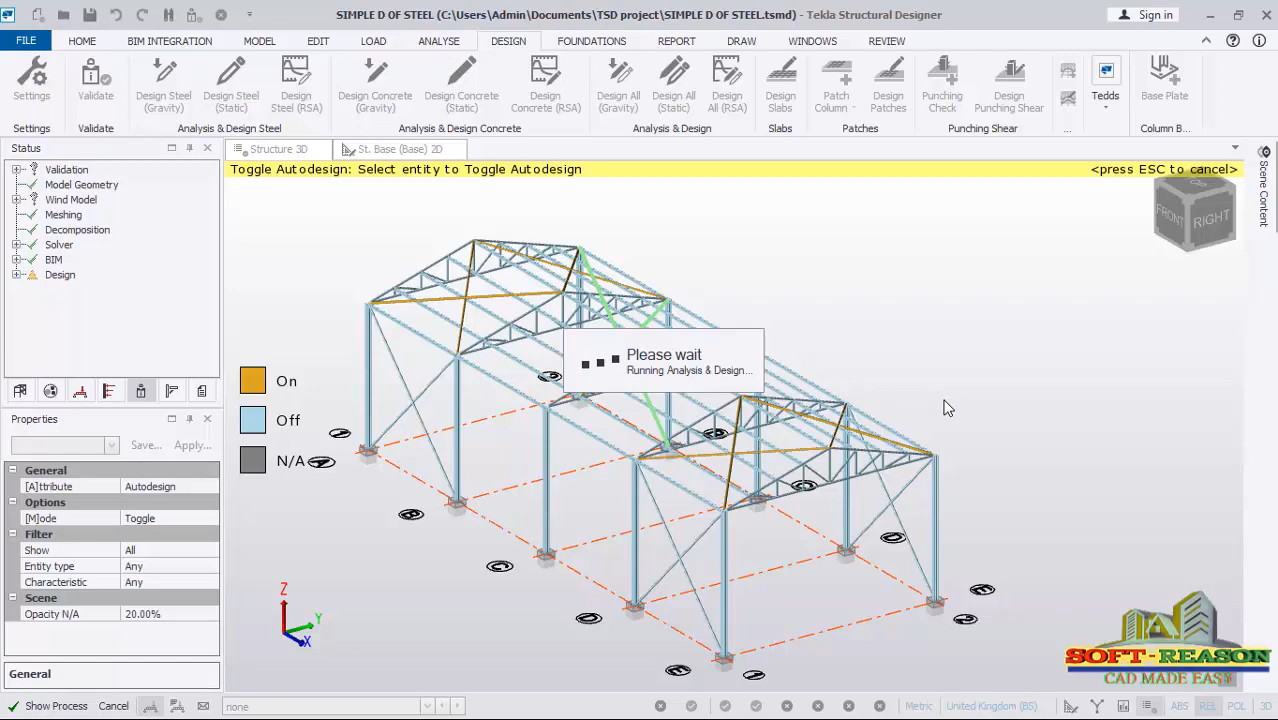 SIMPLE D OF STEEL (C:\Users\Admin\Documents\TSD project\SIMPLE D OF STEEL.tsmd) - Tekla Structural Designer
Sign in
FILE HOME BIM INTEGRATION MODEL EDIT LOAD ANALYSE DESIGN FOUNDATIONS REPORT DRAW WINDOWS REVIEW
Settings
Validate
Design Steel (Gravity)
Design Steel (Static)
Design Steel (RSA)
Design Concrete (Gravity)
Design Concrete (Static)
Design Concrete (RSA)
Design All (Gravity)
Design All (Static)
Design All (RSA)
Design Slabs
Patch Column
Design Patches
Punching Check
Design Punching Shear
Tedds
Base Plate
Settings Validate Analysis & Design Steel Analysis & Design Concrete Analysis & Design Slabs Patches Punching Shear ... Column B...
Status
Structure 3D
St. Base (Base) 2D
Toggle Autodesign: Select entity to Toggle Autodesign
<press ESC to cancel>
Validation
Model Geometry
Wind Model
Meshing
Decomposition
Solver
BIM
Design
Scene Content
FRONT
RIGHT
Please wait
Running Analysis & Design...
On
Off
N/A
Properties
Save...
Apply...
General
[A]ttribute Autodesign
Options
[M]ode Toggle
Filter
Show All
Entity type Any
Characteristic Any
Scene
Opacity N/A 20.00%
General
Z
Y
X
A
B
C
D
E
1
SOFT-REASON
CAD MADE EASY
Show Process Cancel none Metric United Kingdom (BS) ABS REL POL 3D